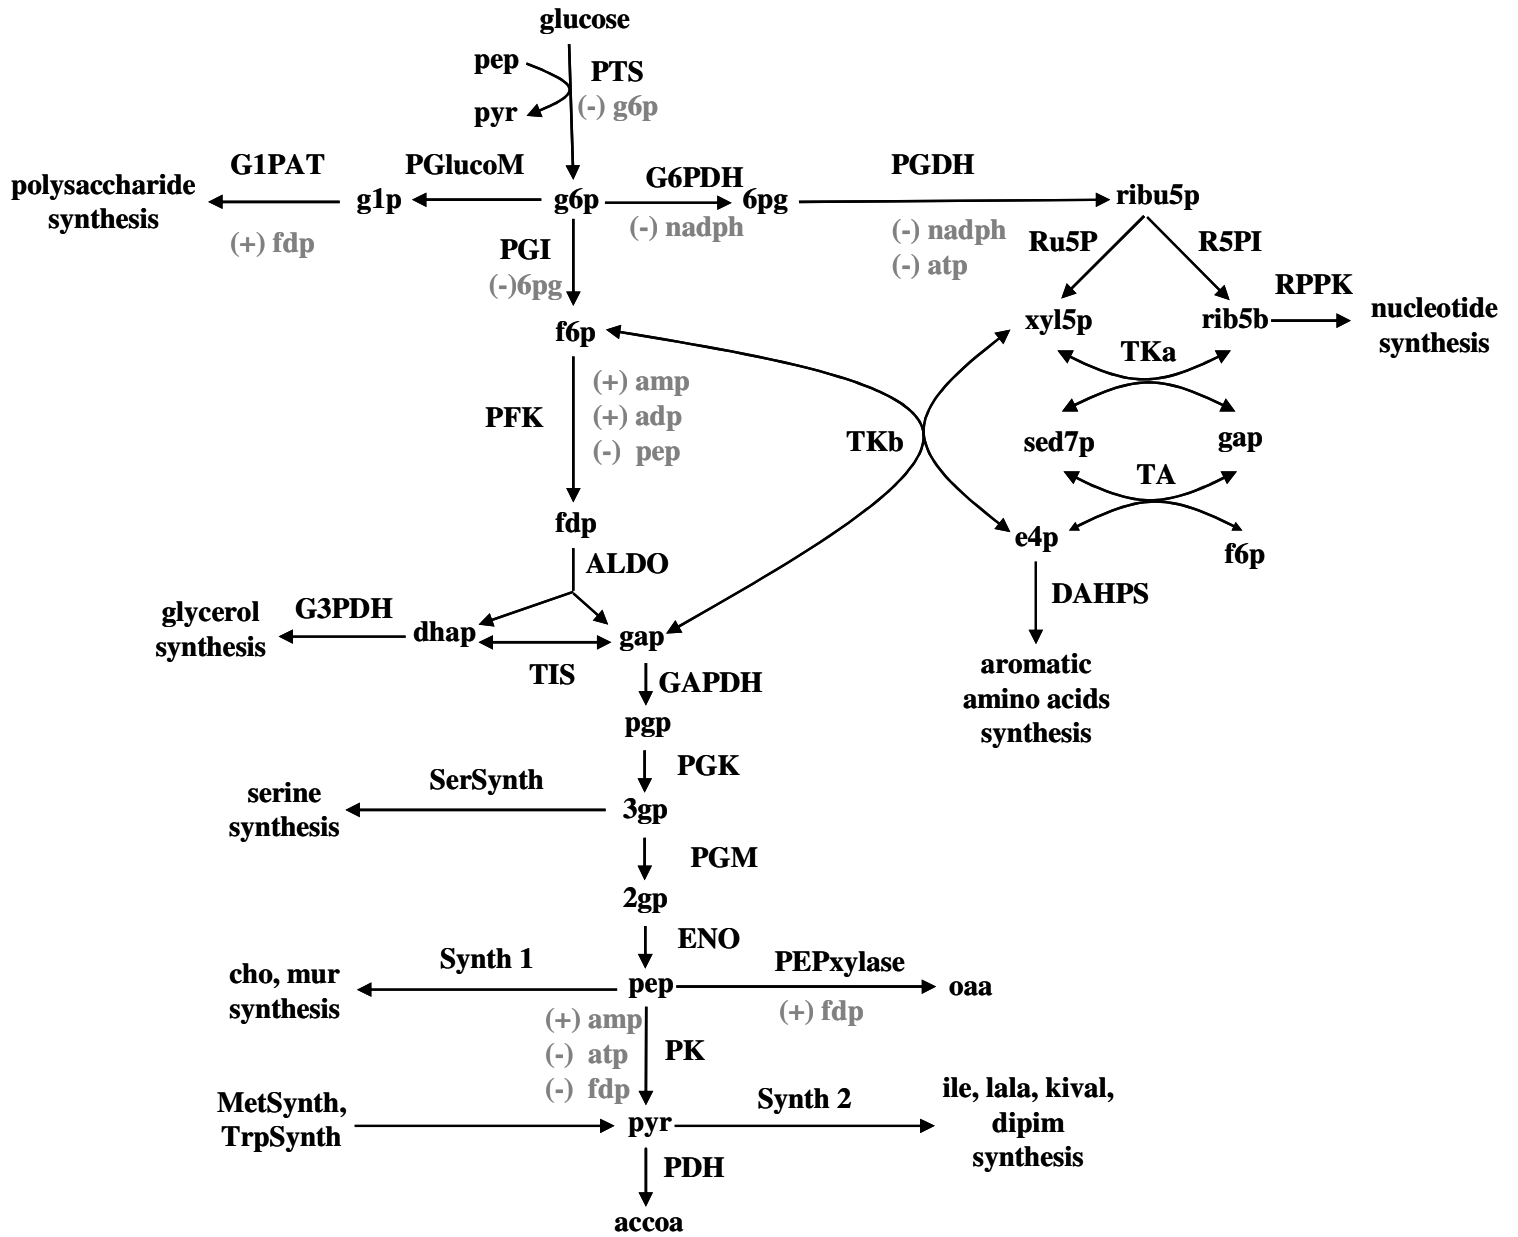 glucose
pep
PTS
(-) g6p
pyr
G1PAT
PGlucoM
G6PDH
PGDH
polysaccharide
synthesis
g1p
g6p
6pg
ribu5p
(+) fdp
(-) nadph
(-) nadph
(-) atp
PGI
(-)6pg
Ru5P
R5PI
RPPK
f6p
xyl5p
rib5b
nucleotide
synthesis
TKa
(+) amp
(+) adp
(-) pep
PFK
TKb
sed7p
gap
TA
fdp
e4p
f6p
ALDO
DAHPS
glycerol
synthesis
G3PDH
dhap
gap
TIS
aromatic
amino acids
synthesis
GAPDH
pgp
PGK
SerSynth
serine
synthesis
3gp
PGM
2gp
ENO
Synth 1
PEPxylase
cho, mur
synthesis
pep
oaa
(+) amp
(-) atp
(-) fdp
(+) fdp
PK
MetSynth,
TrpSynth
pyr
Synth 2
ile, lala, kival,
dipim
synthesis
PDH
accoa